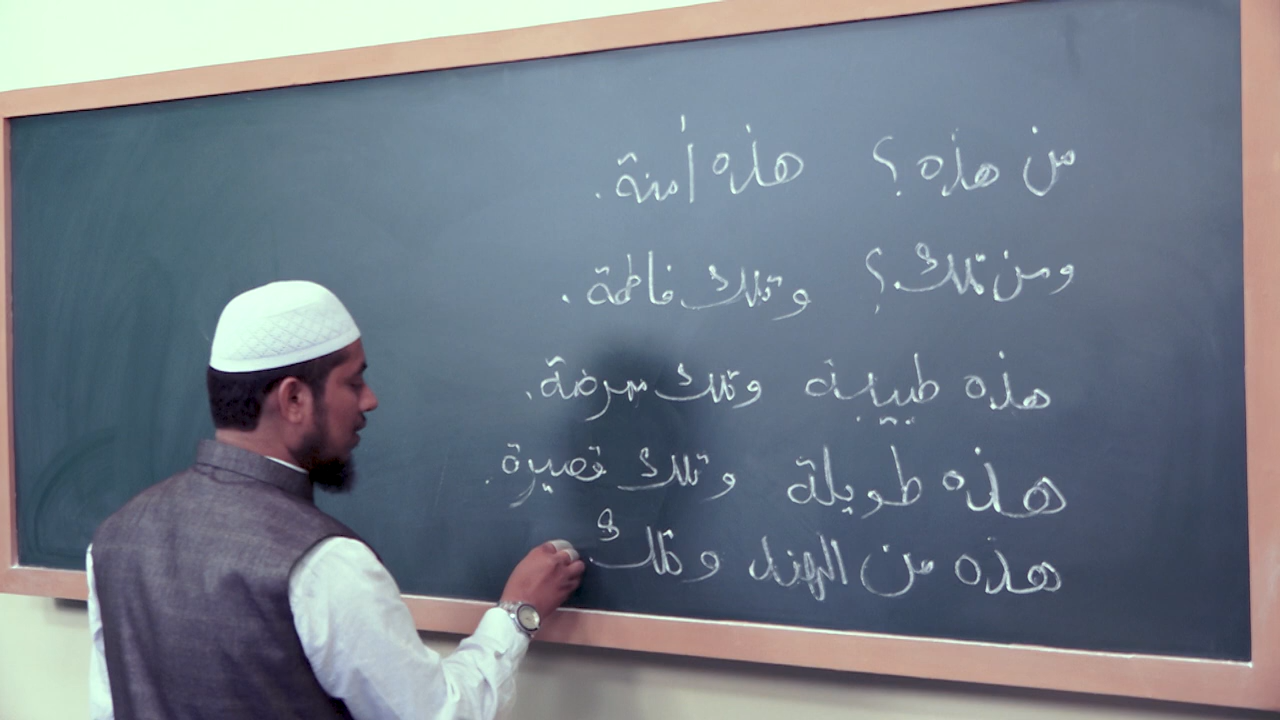 من هذه؟ هذه آمنة.
ومن تلك؟ وتلك فاطمة.
هذه طبيبة وتلك ممرضة.
هذه طويلة وتلك قصيرة.
هذه من الهند وتلك